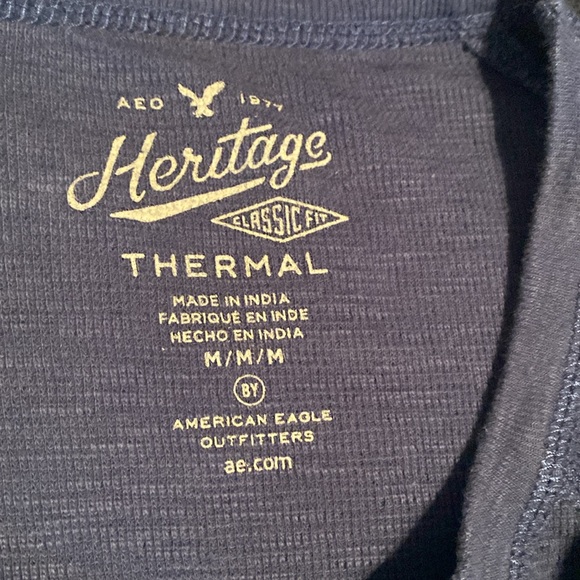 AEO 1977
Heritage
CLASSIC FIT
THERMAL
MADE IN INDIA
FABRIQUÉ EN INDE
HECHO EN INDIA
M/M/M
BY
AMERICAN EAGLE
OUTFITTERS
ae.com